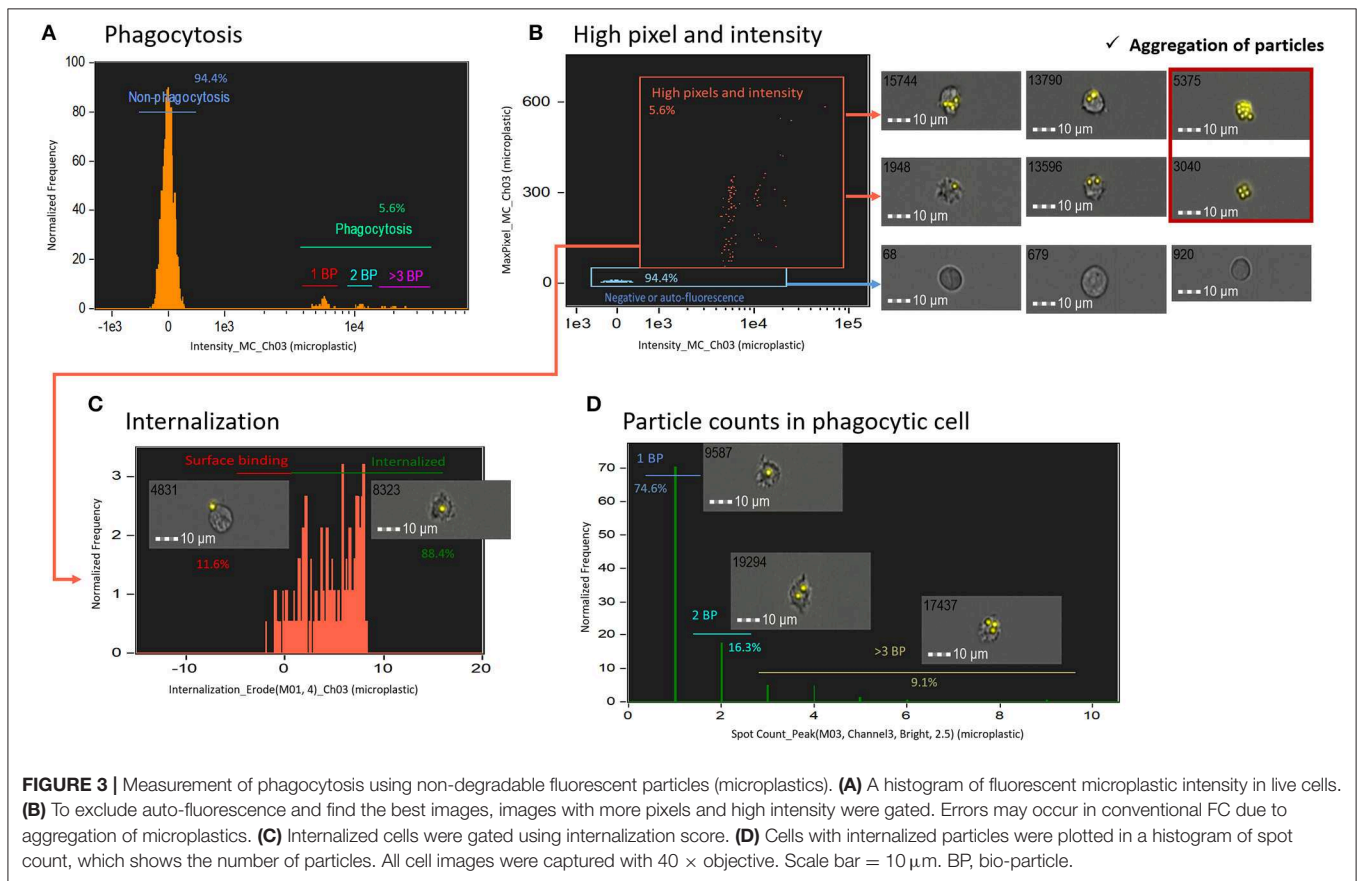 A Phagocytosis
100
80
60
40
20
0
Normalized Frequency
94.4%
Non-phagocytosis
5.6%
Phagocytosis
1 BP 2 BP >3 BP
-1e3 0 1e3 1e4
Intensity_MC_Ch03 (microplastic)
B High pixel and intensity
✓ Aggregation of particles
600
300
0
MaxPixel_MC_Ch03 (microplastic)
High pixels and intensity
5.6%
94.4%
Negative or auto-fluorescence
1e3 0 1e3 1e4 1e5
Intensity_MC_Ch03 (microplastic)
15744 13790 5375
10 µm 10 µm 10 µm
1948 13596 3040
10 µm 10 µm 10 µm
68 679 920
10 µm 10 µm 10 µm
C Internalization
3
2
1
0
Normalized Frequency
Surface binding Internalized
4831 8323
10 µm 10 µm
11.6% 88.4%
-10 0 10 20
Internalization_Erode(M01, 4)_Ch03 (microplastic)
D Particle counts in phagocytic cell
70
60
50
40
30
20
10
0
Normalized Frequency
1 BP
74.6%
9587
10 µm
19294
10 µm
2 BP
16.3%
17437
10 µm
>3 BP
9.1%
0 2 4 6 8 10
Spot Count_Peak(M03, Channel3, Bright, 2.5) (microplastic)
FIGURE 3 | Measurement of phagocytosis using non-degradable fluorescent particles (microplastics). (A) A histogram of fluorescent microplastic intensity in live cells.
(B) To exclude auto-fluorescence and find the best images, images with more pixels and high intensity were gated. Errors may occur in conventional FC due to
aggregation of microplastics. (C) Internalized cells were gated using internalization score. (D) Cells with internalized particles were plotted in a histogram of spot
count, which shows the number of particles. All cell images were captured with 40 × objective. Scale bar = 10 µm. BP, bio-particle.